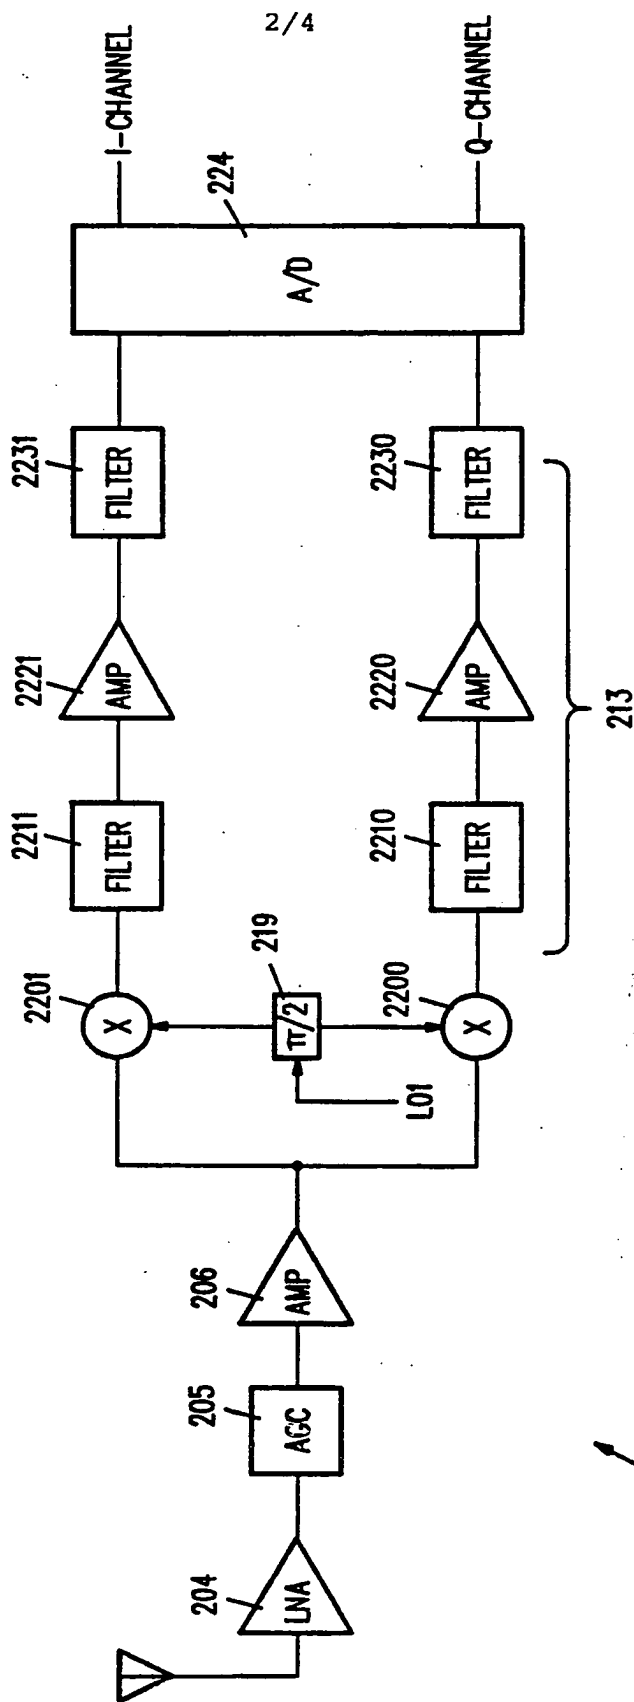 2/4
204
LNA
205
AGC
206
AMP
2201
X
219
π/2
LO1
2200
X
2211
FILTER
2221
AMP
2231
FILTER
2210
FILTER
2220
AMP
2230
FILTER
213
224
A/D
I-CHANNEL
Q-CHANNEL